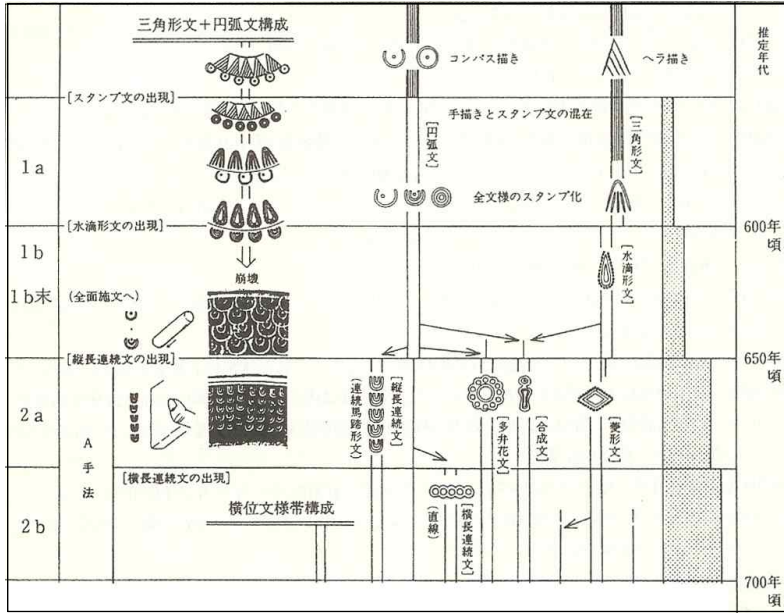 三角形文＋円弧文構成
コンパス描き
ヘラ描き
推定年代
[スタンプ文の出現]
手描きとスタンプ文の混在
[円弧文]
[三角形文]
1a
全文様のスタンプ化
[水滴形文の出現]
600年頃
1b
[水滴形文]
崩壊
1b末
(全面施文へ)
[縦長連続文の出現]
650年頃
2a
A手法
(連続馬蹄形文)
[縦長連続文]
[多弁花文]
[合成文]
[菱形文]
[横長連続文の出現]
2b
横位文様帯構成
(直線)
[横長連続文]
700年頃